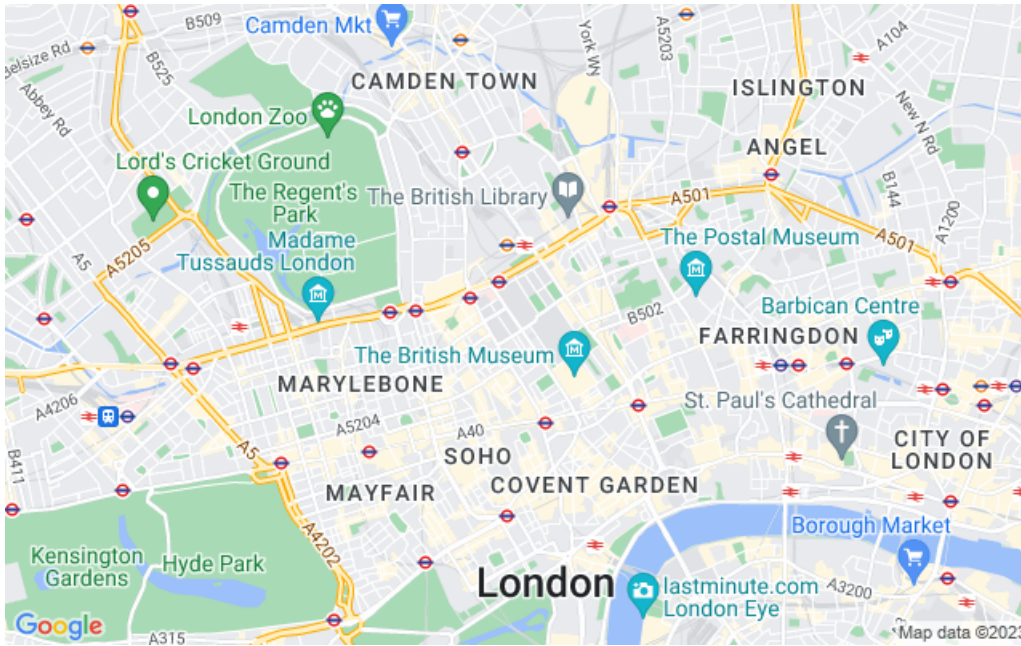 B509
Camden Mkt
York Wy
A5203
A104
Belsize Rd
B525
CAMDEN TOWN
ISLINGTON
Abbey Rd
London Zoo
New N Rd
ANGEL
Lord's Cricket Ground
The Regent's
Park
The British Library
A501
B144
A1200
A5205
A5
Madame
Tussauds London
The Postal Museum
A501
B502
Barbican Centre
FARRINGDON
The British Museum
MARYLEBONE
A4206
A5204
A40
St. Paul's Cathedral
B411
A5
SOHO
CITY OF
LONDON
MAYFAIR
COVENT GARDEN
A4202
Borough Market
Kensington
Gardens
Hyde Park
London
lastminute.com
London Eye
A3200
Google
A315
Map data ©2023